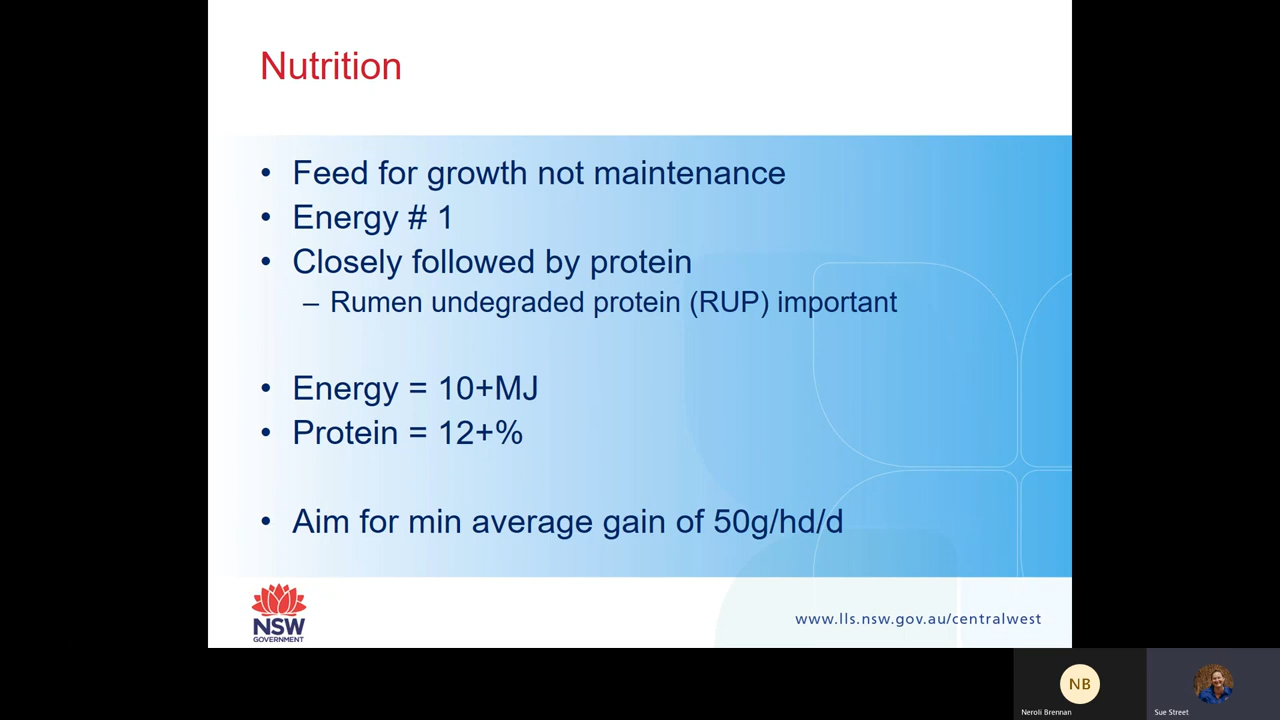 Nutrition
• Feed for growth not maintenance
• Energy # 1
• Closely followed by protein
– Rumen undegraded protein (RUP) important
• Energy = 10+MJ
• Protein = 12+%
• Aim for min average gain of 50g/hd/d
NSW
GOVERNMENT
www.lls.nsw.gov.au/centralwest
NB
Neroli Brennan
Sue Street